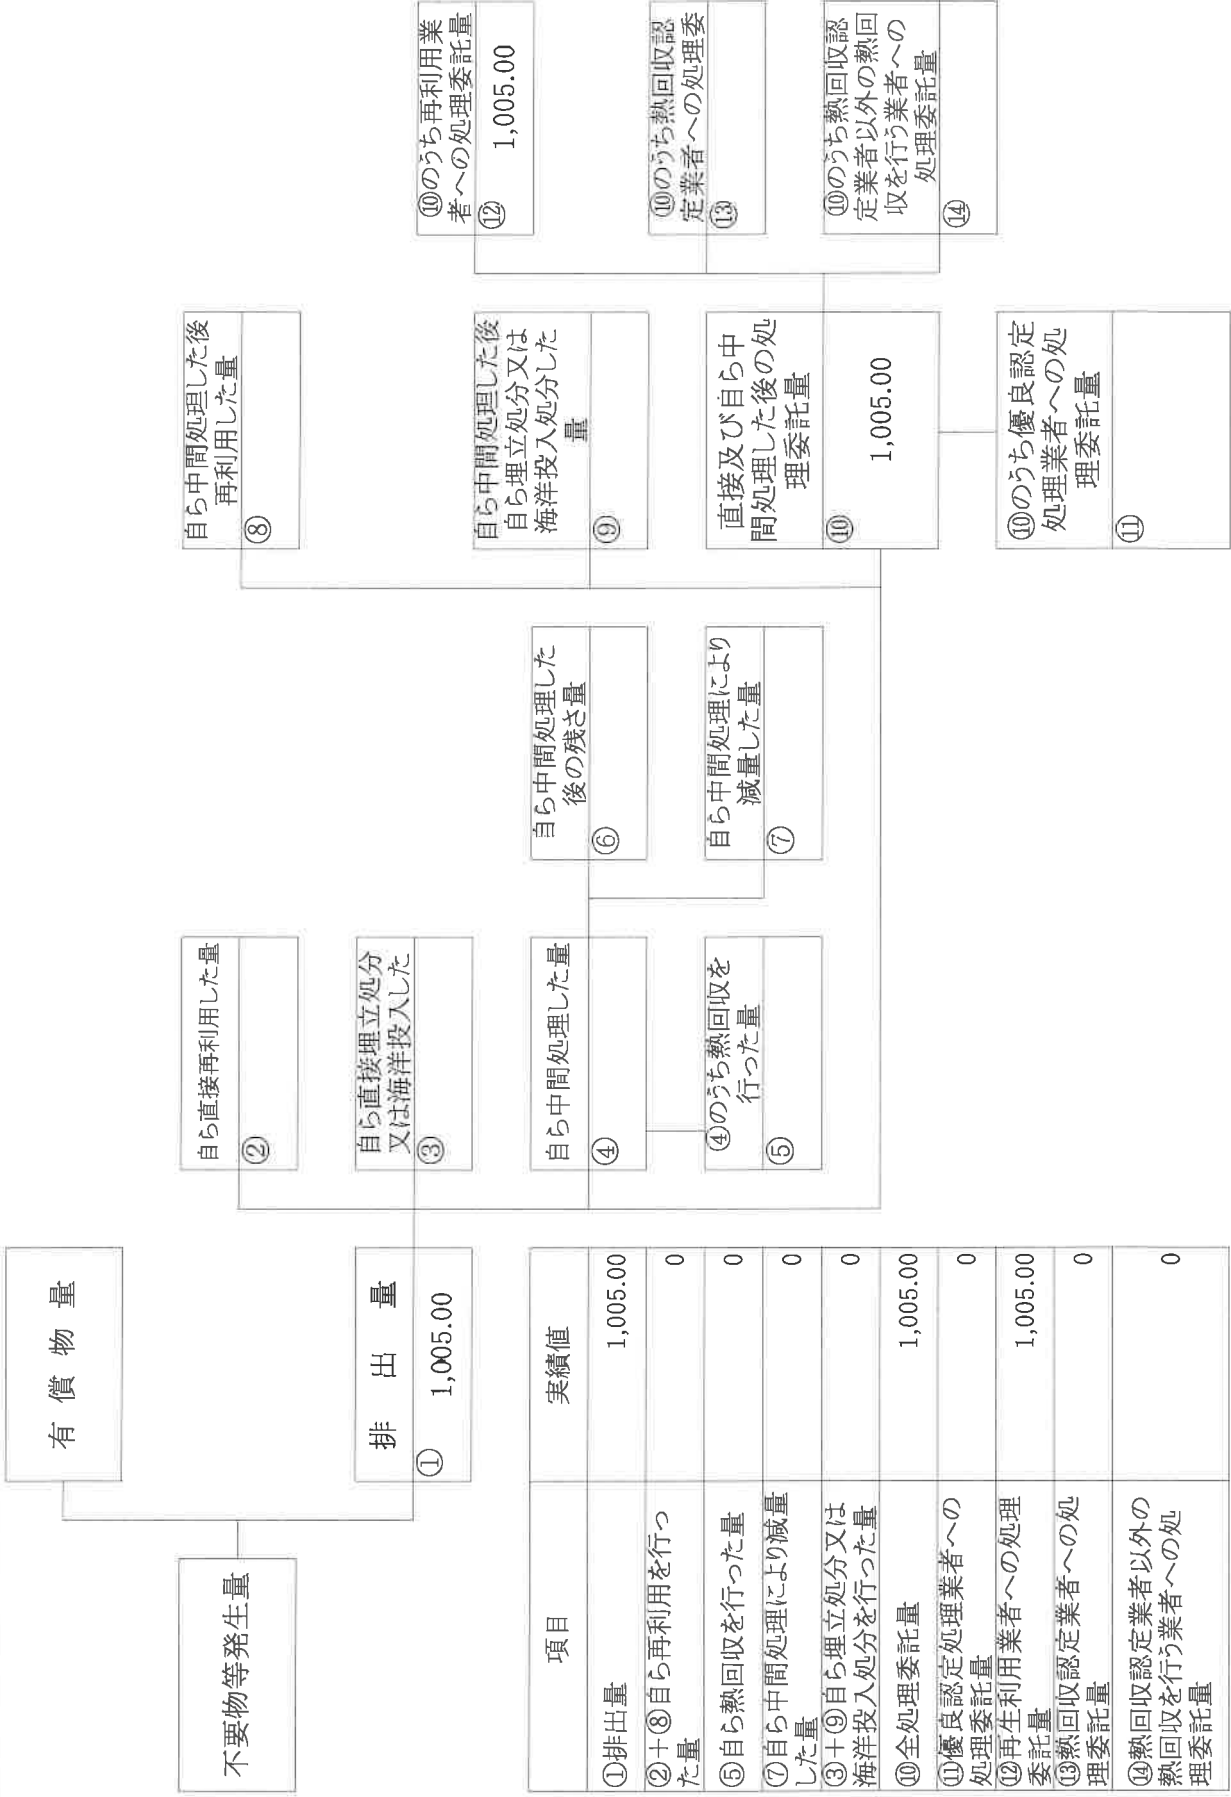 不要物等発生量
有償物量
排出量
① 1,005.00
自ら直接再利用した量
②
自ら直接埋立処分
又は海洋投入した
③
自ら中間処理した量
④
④のうち熱回収を
行った量
⑤
自ら中間処理した
後の残さ量
⑥
自ら中間処理により
減量した量
⑦
自ら中間処理した後
再利用した量
⑧
自ら中間処理した後
自ら埋立処分又は
海洋投入処分した
量
⑨
直接及び自ら中
間処理した後の処
理委託量
⑩ 1,005.00
⑩のうち優良認定
処理業者への処
理委託量
⑪
⑩のうち再利用業
者への処理委託量
⑫ 1,005.00
⑩のうち熱回収認
定業者への処理委
⑬
⑩のうち熱回収認
定業者以外の熱回
収を行う業者への
処理委託量
⑭
項目 実績値
①排出量 1,005.00
②+⑧自ら再利用を行っ
た量 0
⑤自ら熱回収を行った量 0
⑦自ら中間処理により減量
した量 0
③+⑨自ら埋立処分又は
海洋投入処分を行った量 0
⑩全処理委託量 1,005.00
⑪優良認定処理業者への
処理委託量 0
⑫再生利用業者への処理
委託量 1,005.00
⑬熱回収認定業者への処
理委託量 0
⑭熱回収認定業者以外の
熱回収を行う業者への処
理委託量 0